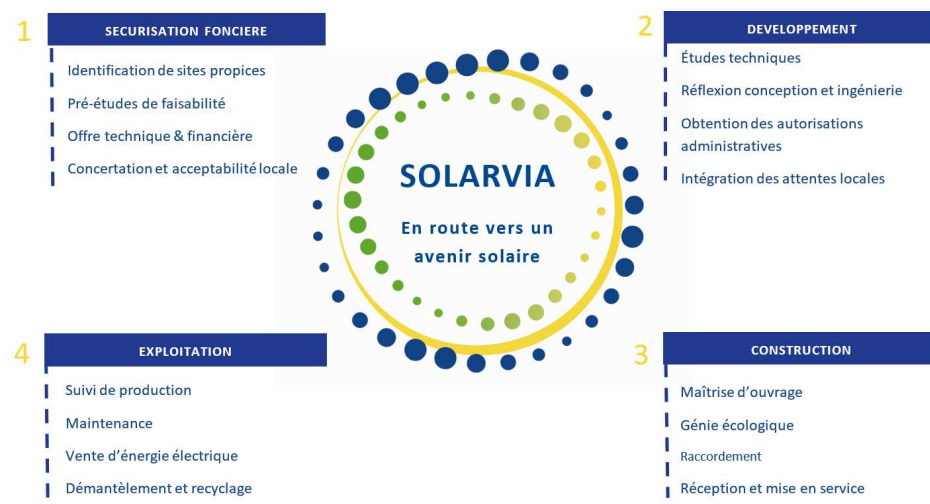 1
SECURISATION FONCIERE
Identification de sites propices
Pré-études de faisabilité
Offre technique & financière
Concertation et acceptabilité locale
2
DEVELOPPEMENT
Études techniques
Réflexion conception et ingénierie
Obtention des autorisations
administratives
Intégration des attentes locales
SOLARVIA
En route vers un
avenir solaire
4
EXPLOITATION
Suivi de production
Maintenance
Vente d’énergie électrique
Démantèlement et recyclage
3
CONSTRUCTION
Maîtrise d’ouvrage
Génie écologique
Raccordement
Réception et mise en service